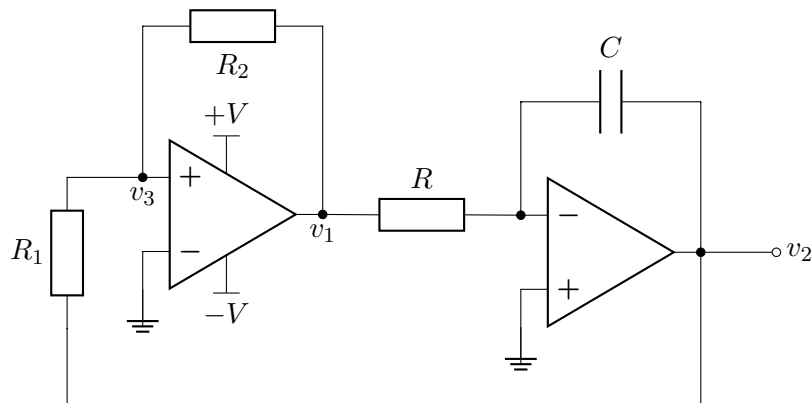 C
R₂
+V
+
R
v₃
−
R₁
−
v₁
v₂
+
−V